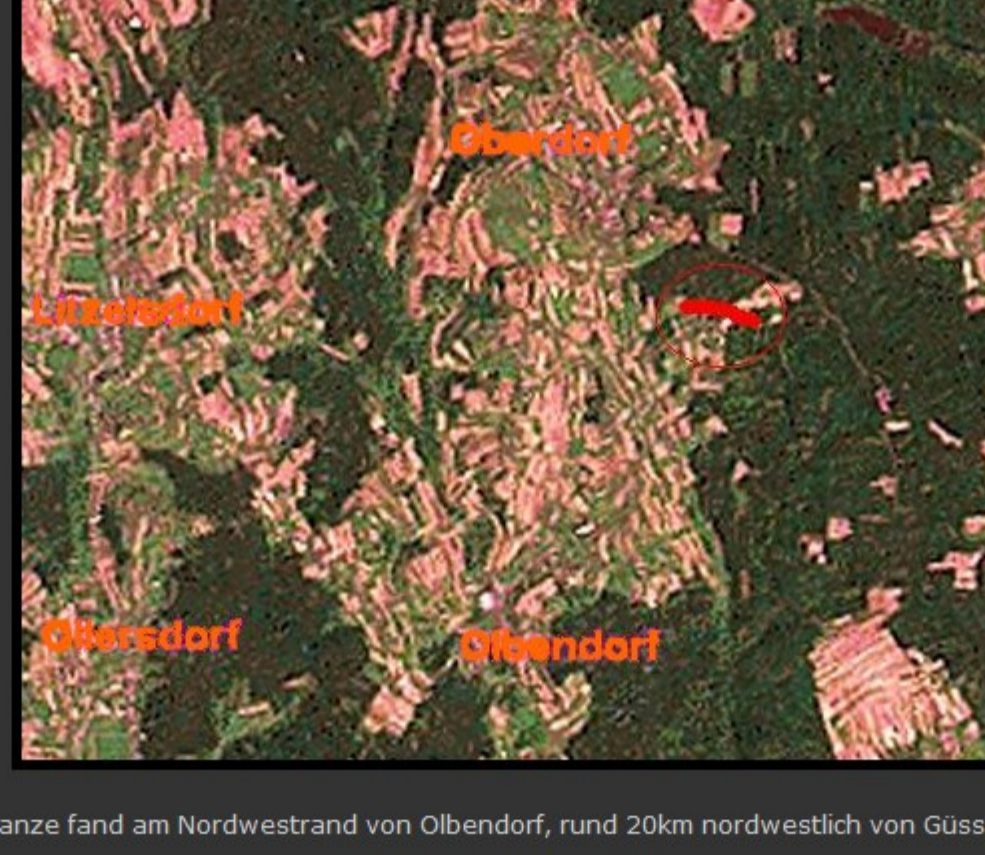 Oberdorf
Litzelsdorf
Ollersdorf
Olbendorf
anze fand am Nordwestrand von Olbendorf, rund 20km nordwestlich von Güss